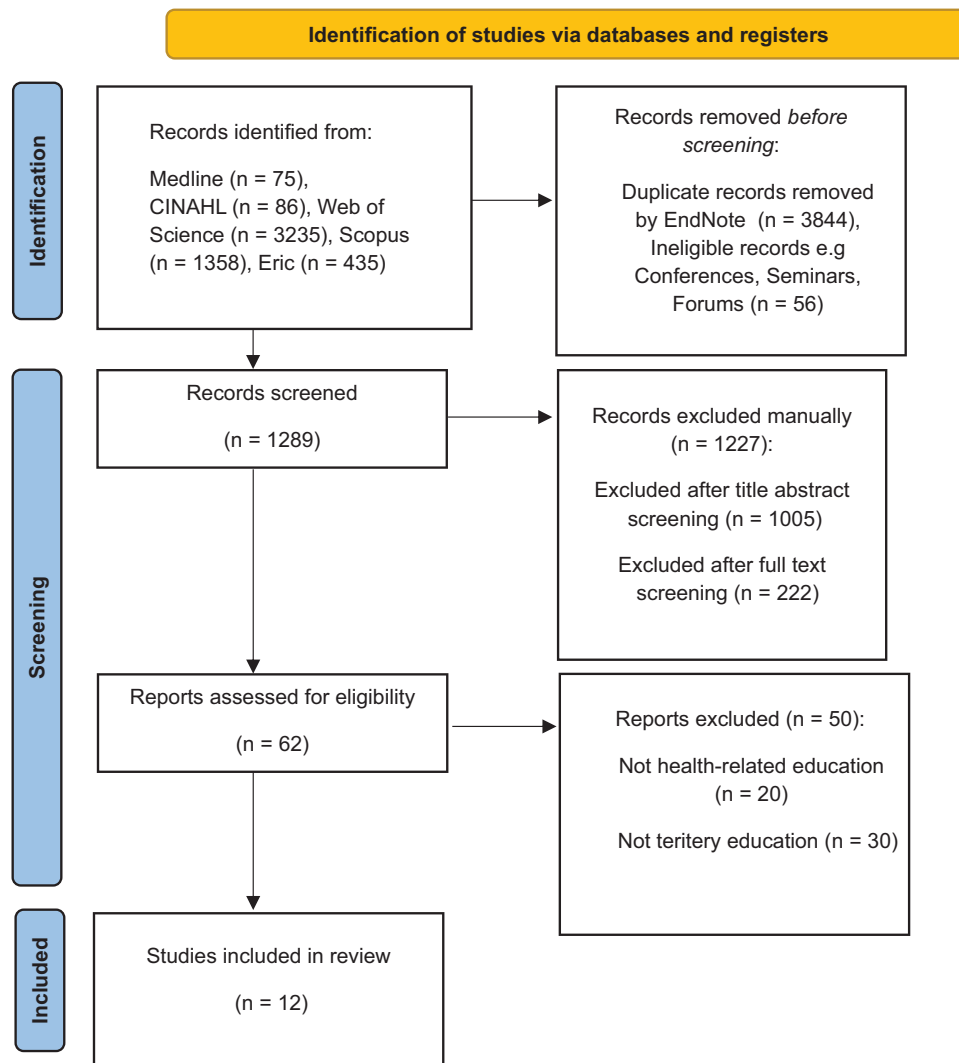 Identification of studies via databases and registers
Identification
Records identified from:
Medline (n = 75),
CINAHL (n = 86), Web of
Science (n = 3235), Scopus
(n = 1358), Eric (n = 435)
Records removed before
screening:
Duplicate records removed
by EndNote (n = 3844),
Ineligible records e.g
Conferences, Seminars,
Forums (n = 56)
Screening
Records screened
(n = 1289)
Records excluded manually
(n = 1227):
Excluded after title abstract
screening (n = 1005)
Excluded after full text
screening (n = 222)
Reports assessed for eligibility
(n = 62)
Reports excluded (n = 50):
Not health-related education
(n = 20)
Not teritery education (n = 30)
Included
Studies included in review
(n = 12)